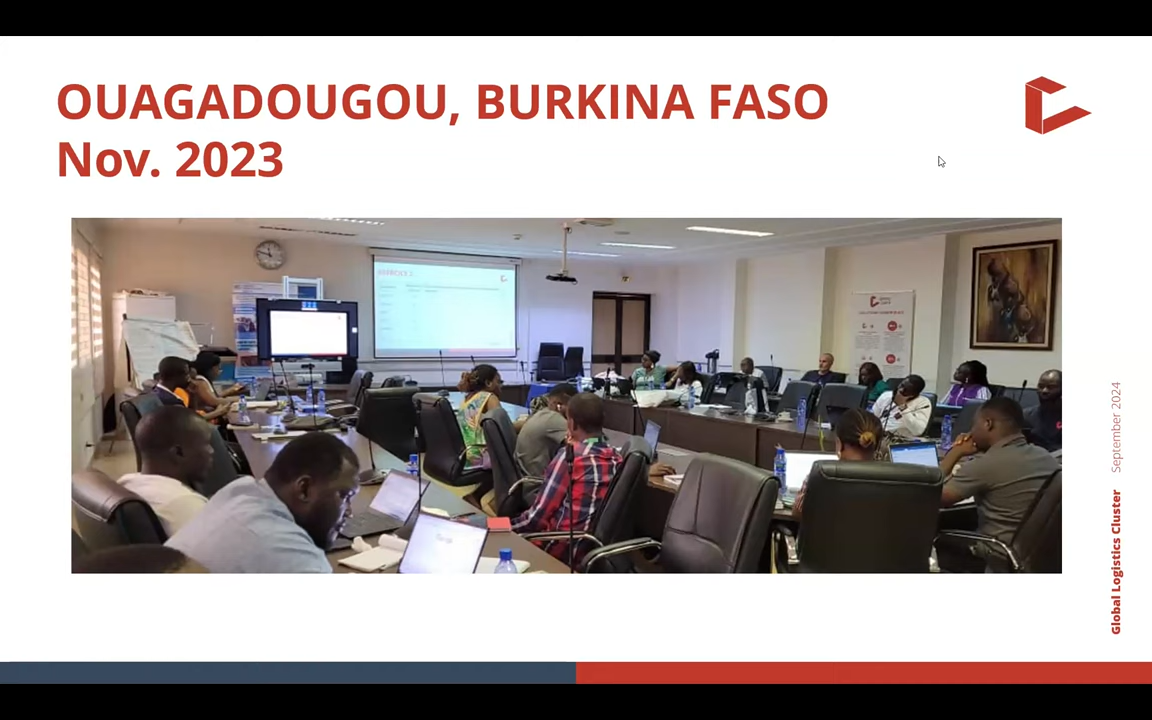 OUAGADOUGOU, BURKINA FASO
Nov. 2023
Global Logistics Cluster September 2024